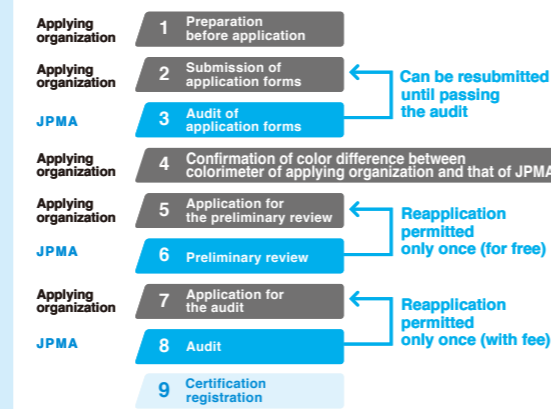 Applying
organization
1 Preparation
before application
Applying
organization
2 Submission of
application forms
Can be resubmitted
until passing
the audit
JPMA
3 Audit of
application forms
Applying
organization
4 Confirmation of color difference between
colorimeter of applying organization and that of JPMA
Applying
organization
5 Application for
the preliminary review
Reapplication
permitted
only once (for free)
JPMA
6 Preliminary review
Applying
organization
7 Application for
the audit
Reapplication
permitted
only once (with fee)
JPMA
8 Audit
9 Certification
registration